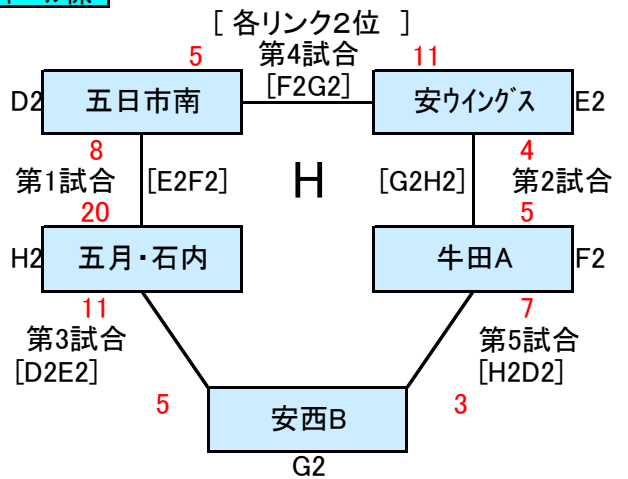 [ 各リンク2位 ]
5 第4試合 11
D2 五日市南 [F2G2] 安ウイングス E2
8 4
第1試合 [E2F2] H [G2H2] 第2試合
20 5
H2 五月・石内 牛田A F2
11 7
第3試合 第5試合
[D2E2] [H2D2]
5 安西B 3
G2